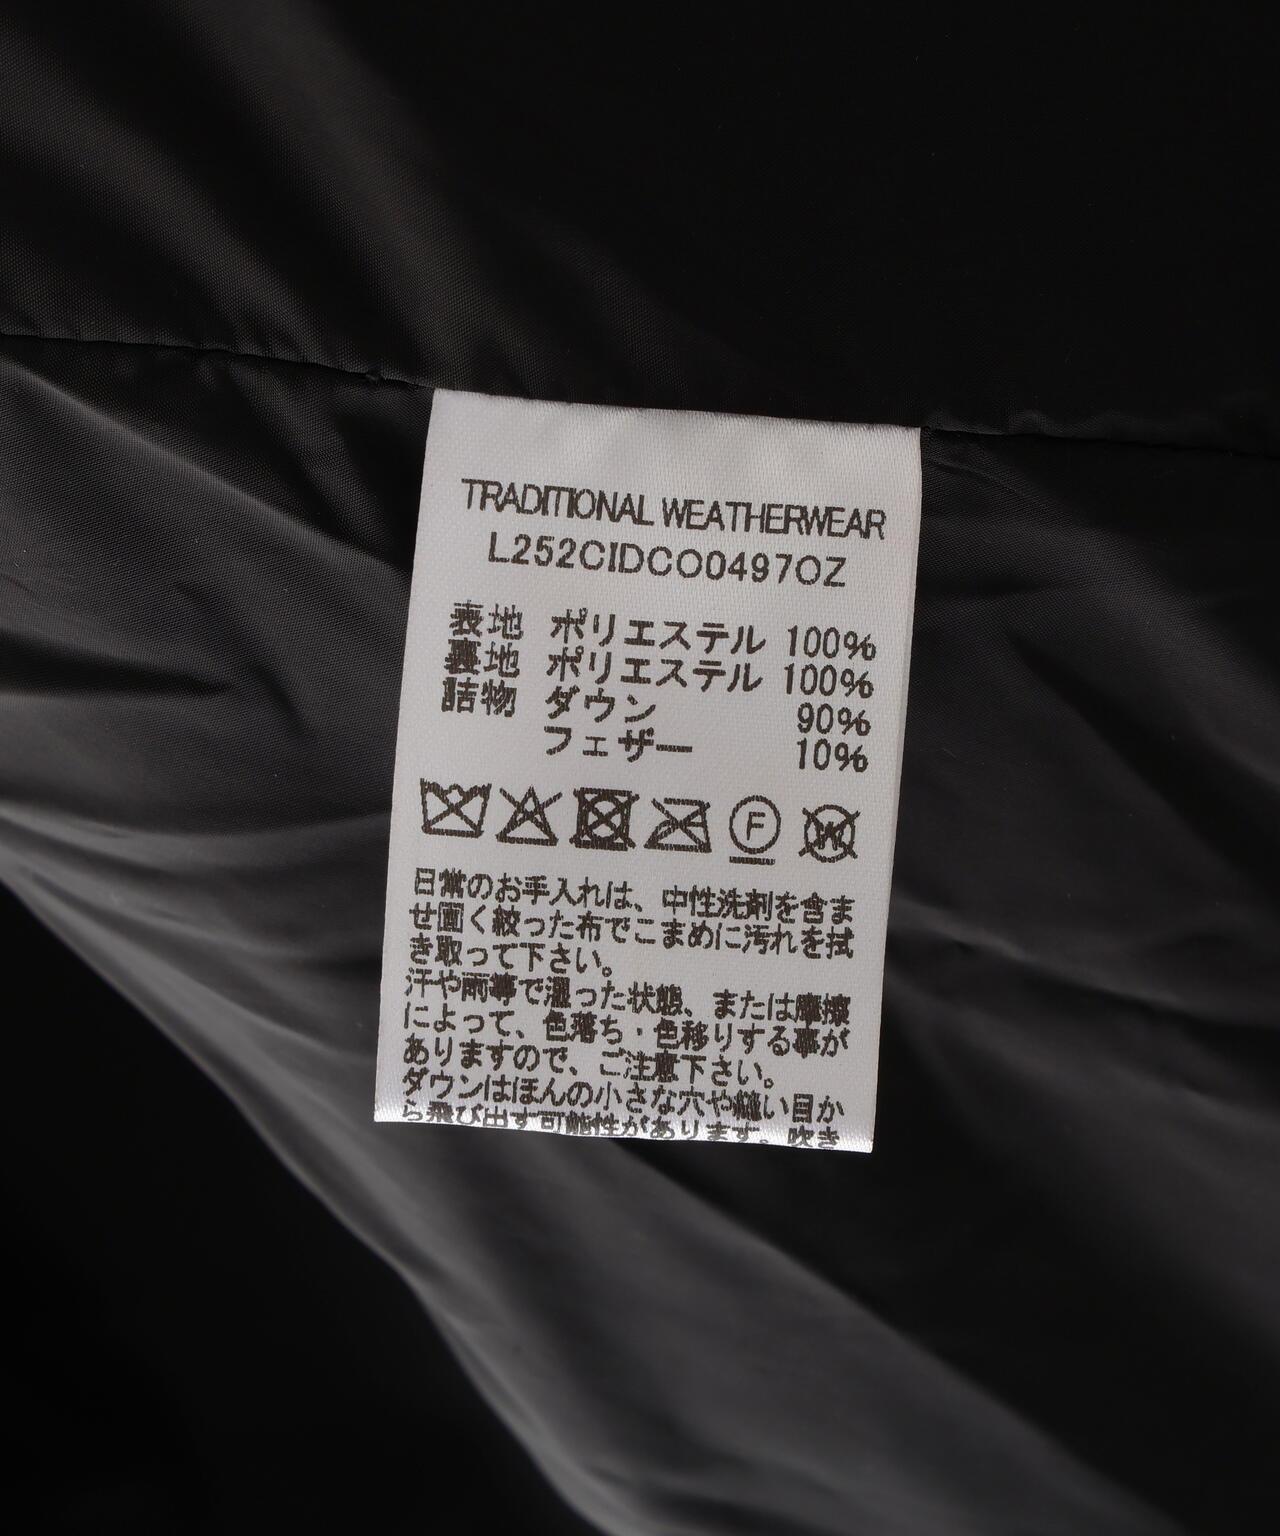 TRADITIONAL WEATHERWEAR
L252CIDCO0497OZ
表地 ポリエステル 100%
裏地 ポリエステル 100%
詰物 ダウン 90%
フェザー 10%
F W
日常のお手入れは、中性洗剤を含ま
せ固く絞った布でこまめに汚れを拭
き取って下さい。
汗や雨等で湿った状態、または摩擦
によって、色落ち・色移りする事が
ありますので、ご注意下さい。
ダウンはほんの小さな穴や縫い目か
ら飛び出す可能性があります。吹き